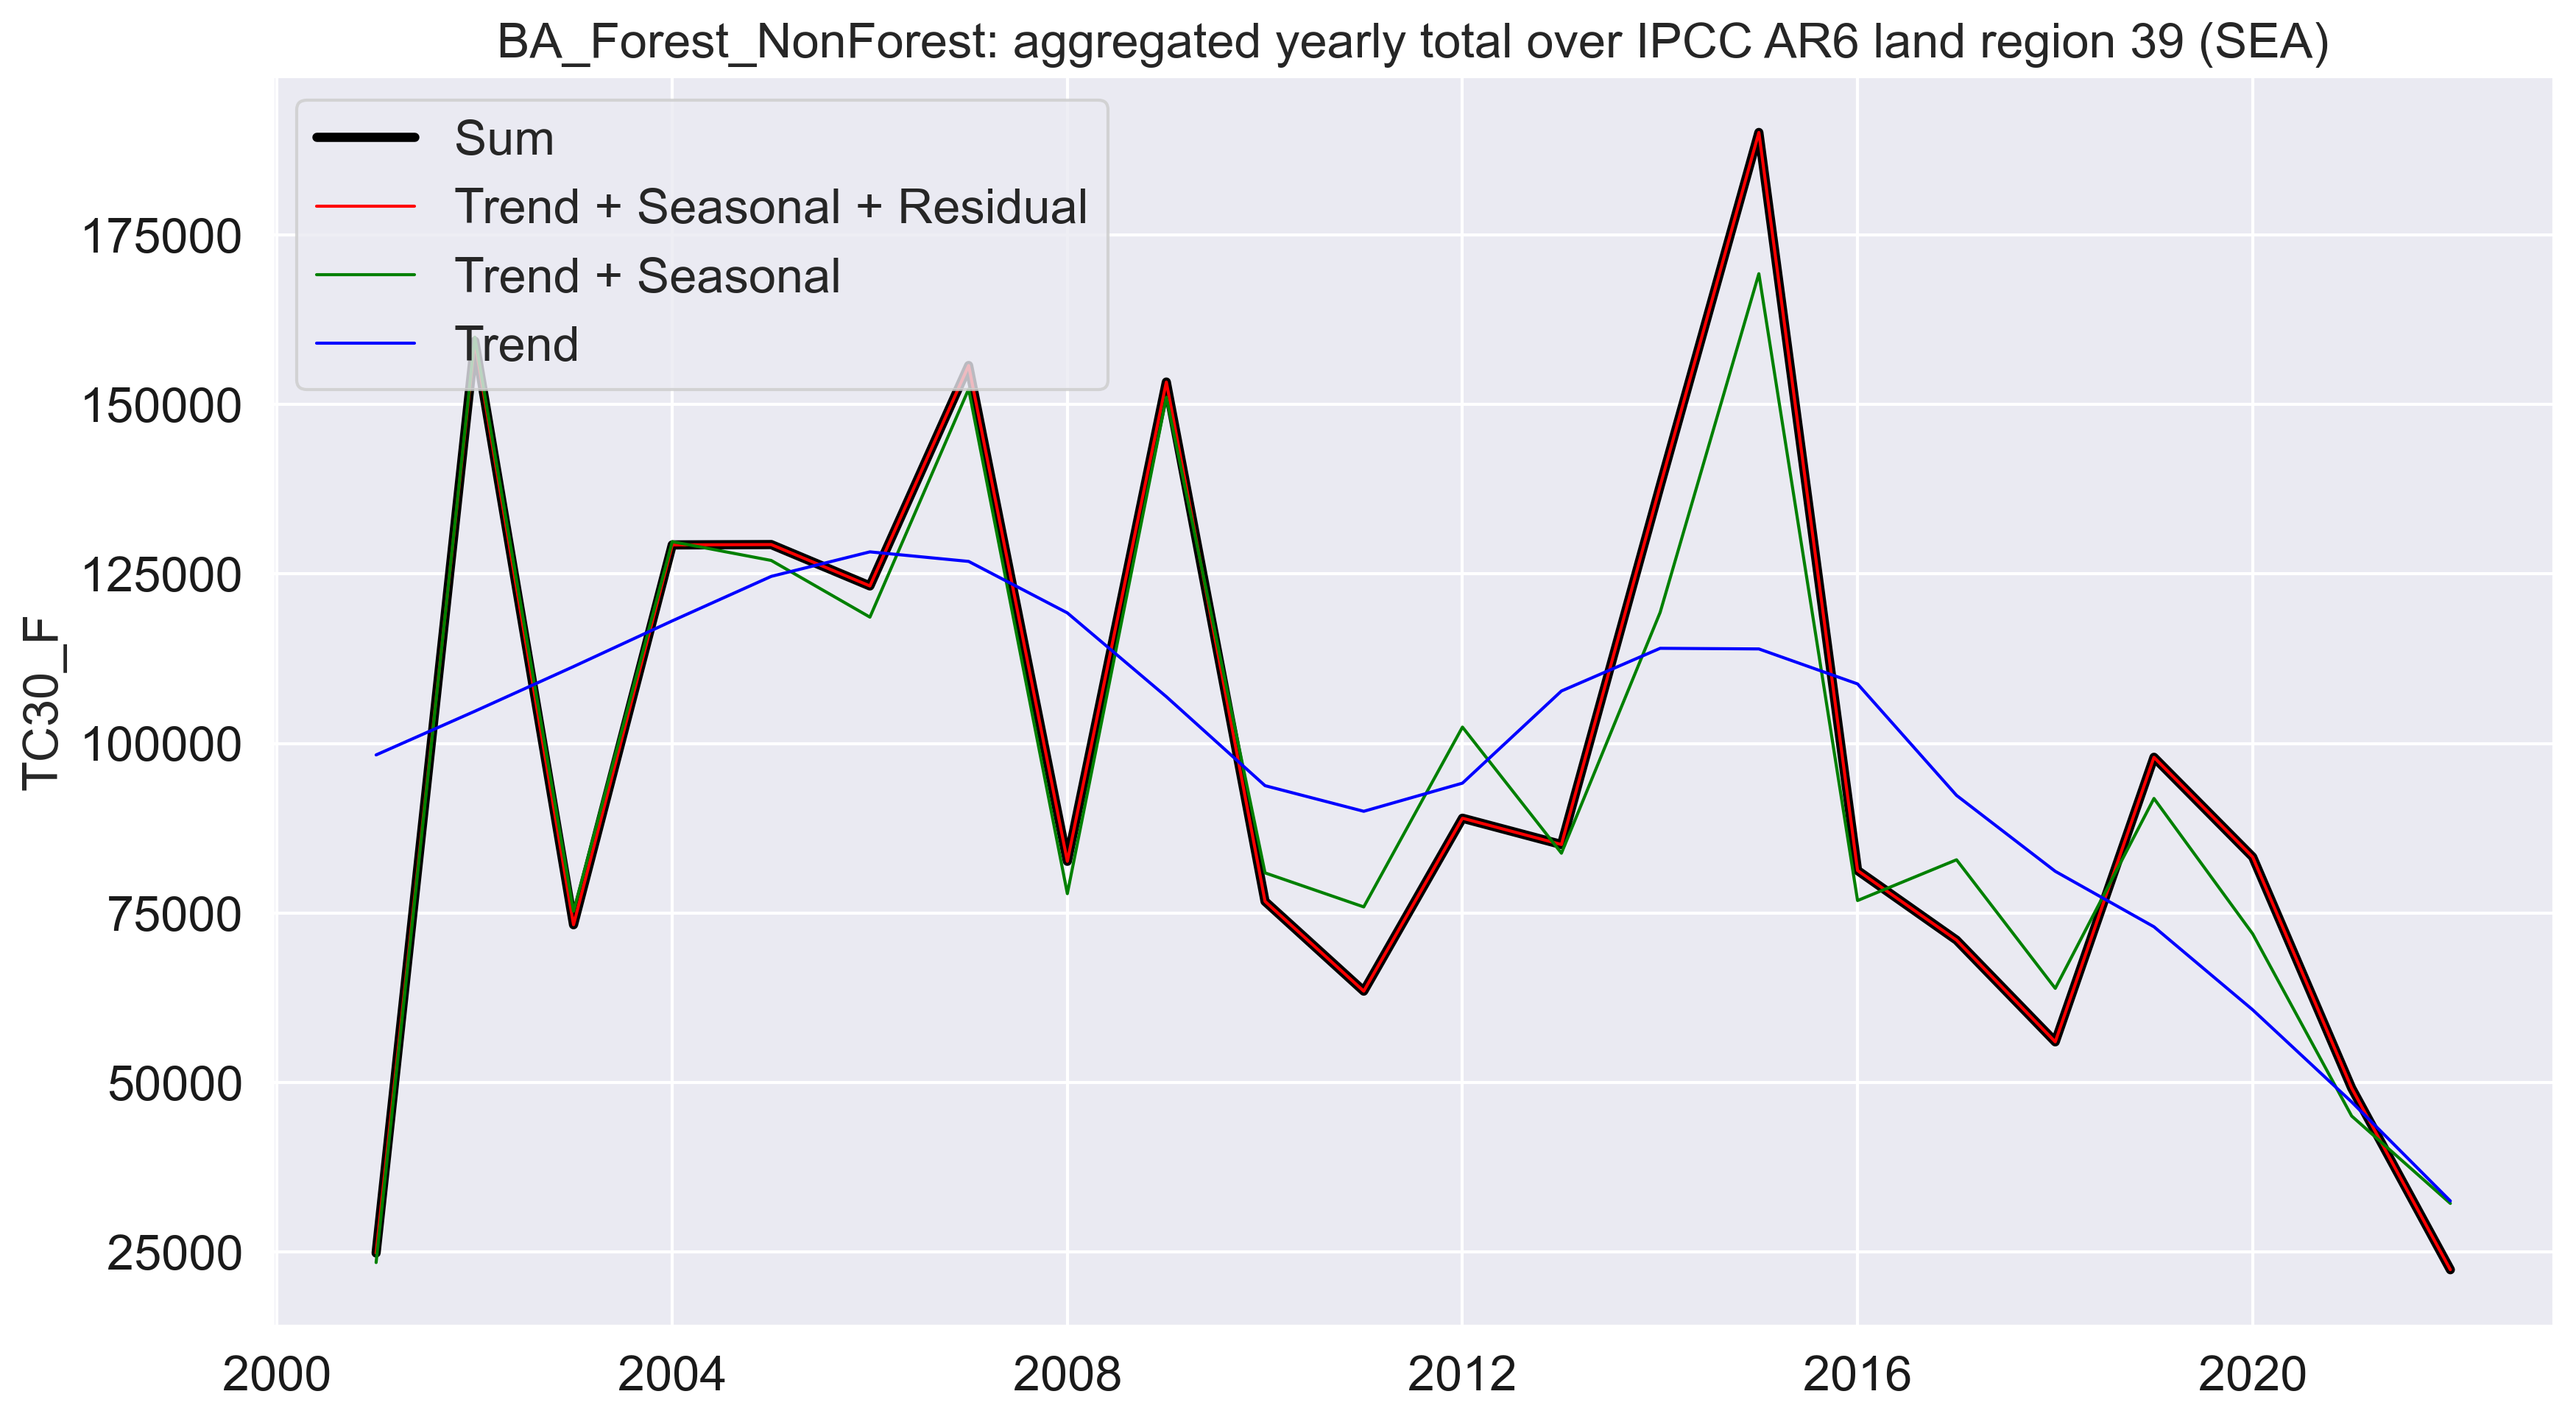 BA_Forest_NonForest: aggregated yearly total over IPCC AR6 land region 39 (SEA)
Sum
Trend + Seasonal + Residual
Trend + Seasonal
Trend
TC30_F
175000
150000
125000
100000
75000
50000
25000
2000
2004
2008
2012
2016
2020